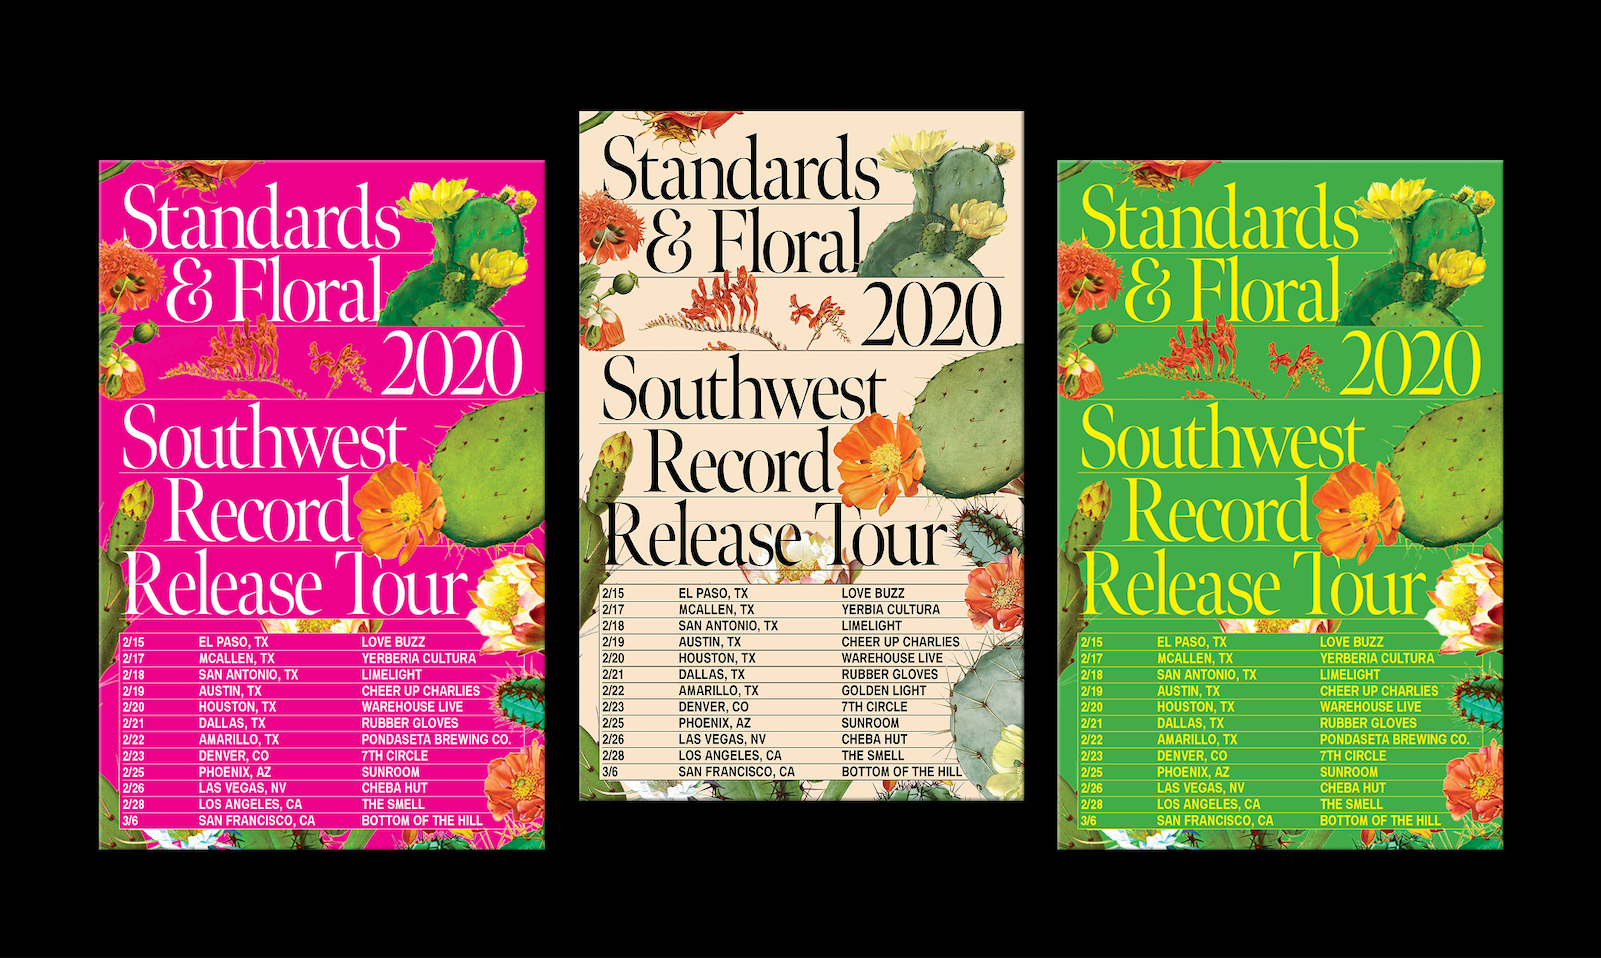 Standards
& Floral
2020
Southwest
Record
Release Tour
2/15 EL PASO, TX LOVE BUZZ
2/17 MCALLEN, TX YERBERIA CULTURA
2/18 SAN ANTONIO, TX LIMELIGHT
2/19 AUSTIN, TX CHEER UP CHARLIES
2/20 HOUSTON, TX WAREHOUSE LIVE
2/21 DALLAS, TX RUBBER GLOVES
2/22 AMARILLO, TX PONDASETA BREWING CO.
2/23 DENVER, CO 7TH CIRCLE
2/25 PHOENIX, AZ SUNROOM
2/26 LAS VEGAS, NV CHEBA HUT
2/28 LOS ANGELES, CA THE SMELL
3/6 SAN FRANCISCO, CA BOTTOM OF THE HILL
Standards
& Floral
2020
Southwest
Record
Release Tour
2/15 EL PASO, TX LOVE BUZZ
2/17 MCALLEN, TX YERBIA CULTURA
2/18 SAN ANTONIO, TX LIMELIGHT
2/19 AUSTIN, TX CHEER UP CHARLIES
2/20 HOUSTON, TX WAREHOUSE LIVE
2/21 DALLAS, TX RUBBER GLOVES
2/22 AMARILLO, TX GOLDEN LIGHT
2/23 DENVER, CO 7TH CIRCLE
2/25 PHOENIX, AZ SUNROOM
2/26 LAS VEGAS, NV CHEBA HUT
2/28 LOS ANGELES, CA THE SMELL
3/6 SAN FRANCISCO, CA BOTTOM OF THE HILL
Standards
& Floral
2020
Southwest
Record
Release Tour
2/15 EL PASO, TX LOVE BUZZ
2/17 MCALLEN, TX YERBERIA CULTURA
2/18 SAN ANTONIO, TX LIMELIGHT
2/19 AUSTIN, TX CHEER UP CHARLIES
2/20 HOUSTON, TX WAREHOUSE LIVE
2/21 DALLAS, TX RUBBER GLOVES
2/22 AMARILLO, TX PONDASETA BREWING CO.
2/23 DENVER, CO 7TH CIRCLE
2/25 PHOENIX, AZ SUNROOM
2/26 LAS VEGAS, NV CHEBA HUT
2/28 LOS ANGELES, CA THE SMELL
3/6 SAN FRANCISCO, CA BOTTOM OF THE HILL